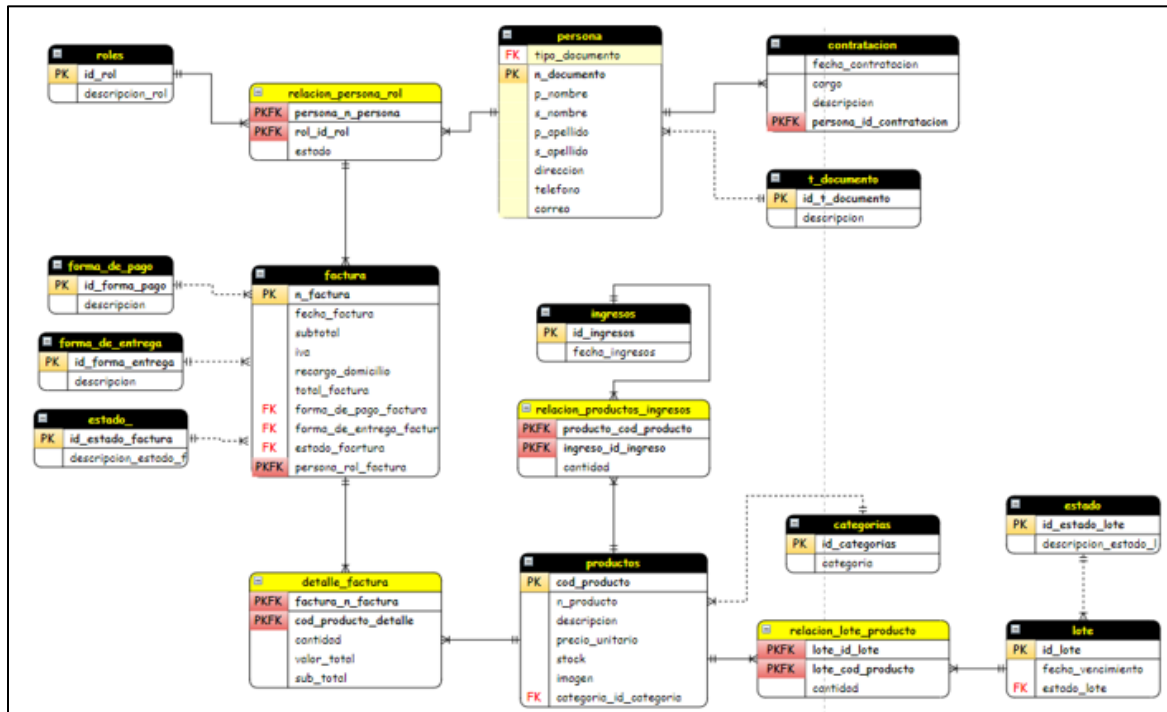 roles
PK id_rol
descripcion_rol
relacion_persona_rol
PKFK persona_n_persona
PKFK rol_id_rol
estado
persona
FK tipo_documento
PK n_documento
p_nombre
s_nombre
p_apellido
s_apellido
direccion
telefono
correo
contratacion
fecha_contratacion
cargo
descripcion
PKFK persona_id_contratacion
t_documento
PK id_t_documento
descripcion
forma_de_pago
PK id_forma_pago
descripcion
forma_de_entrega
PK id_forma_entrega
descripcion
estado_
PK id_estado_factura
descripcion_estado_f
factura
PK n_factura
fecha_factura
subtotal
iva
recargo_domicilio
total_factura
FK forma_de_pago_factura
FK forma_de_entrega_factur
FK estado_facrtura
PKFK persona_rol_factura
ingresos
PK id_ingresos
fecha_ingresos
relacion_productos_ingresos
PKFK producto_cod_producto
PKFK ingreso_id_ingreso
cantidad
categorias
PK id_categorias
categoria
estado
PK id_estado_lote
descripcion_estado_l
detalle_factura
PKFK factura_n_factura
PKFK cod_producto_detalle
cantidad
valor_total
sub_total
productos
PK cod_producto
n_producto
descripcion
precio_unitario
stock
imagen
FK categoria_id_categoria
relacion_lote_producto
PKFK lote_id_lote
PKFK lote_cod_producto
cantidad
lote
PK id_lote
fecha_vencimiento
FK estado_lote